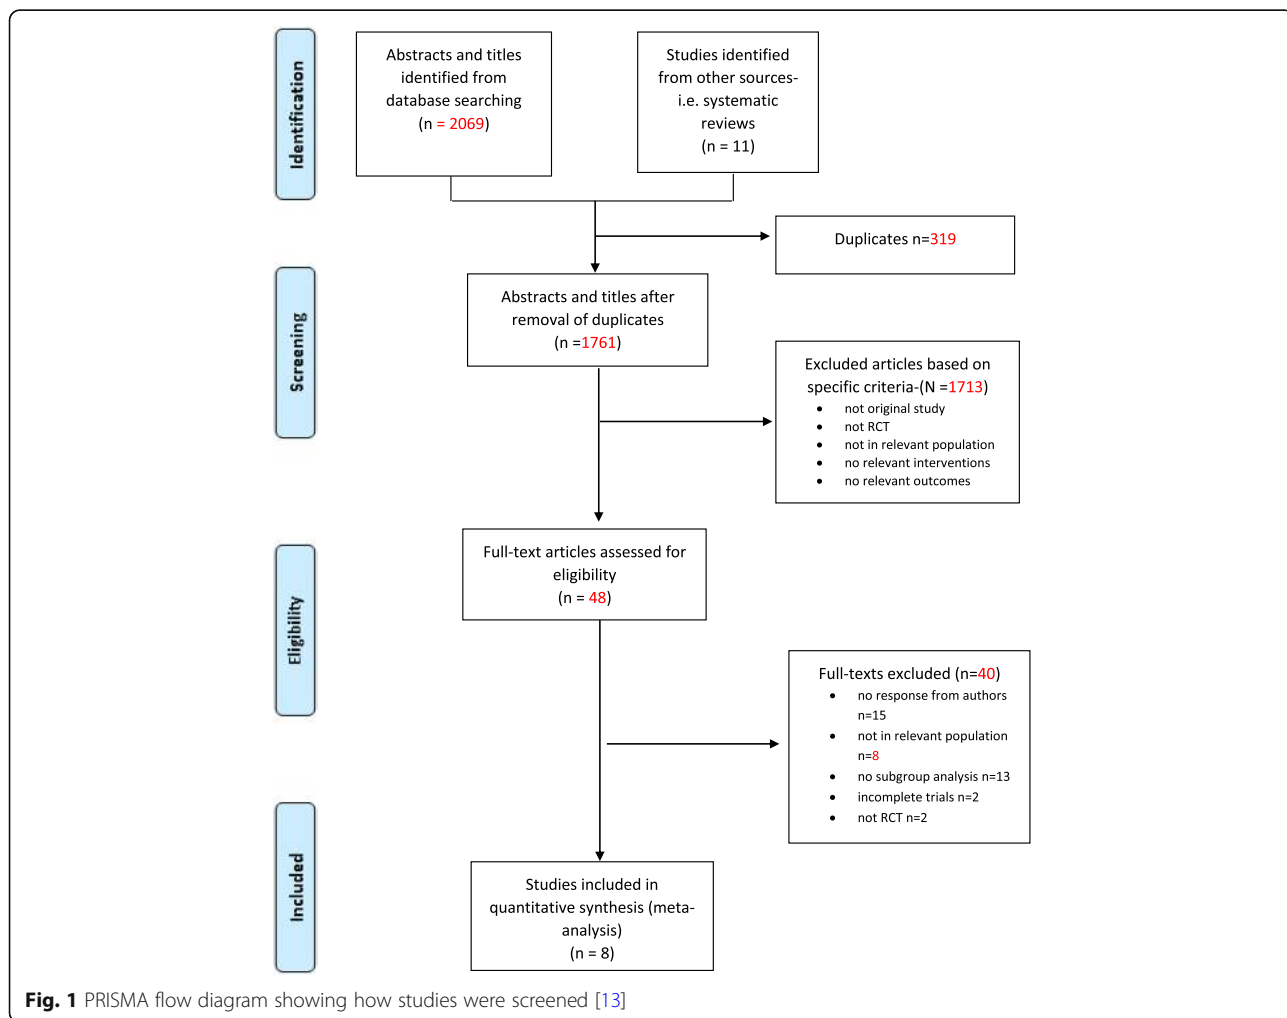 Identification
Abstracts and titles
identified from
database searching
(n = 2069)
Studies identified
from other sources-
i.e. systematic
reviews
(n = 11)
Duplicates n=319
Screening
Abstracts and titles after
removal of duplicates
(n =1761)
Excluded articles based on
specific criteria-(N =1713)
• not original study
• not RCT
• not in relevant population
• no relevant interventions
• no relevant outcomes
Eligibility
Full-text articles assessed for
eligibility
(n = 48)
Full-texts excluded (n=40)
• no response from authors
n=15
• not in relevant population
n=8
• no subgroup analysis n=13
• incomplete trials n=2
• not RCT n=2
Included
Studies included in
quantitative synthesis (meta-
analysis)
(n = 8)
Fig. 1 PRISMA flow diagram showing how studies were screened [13]